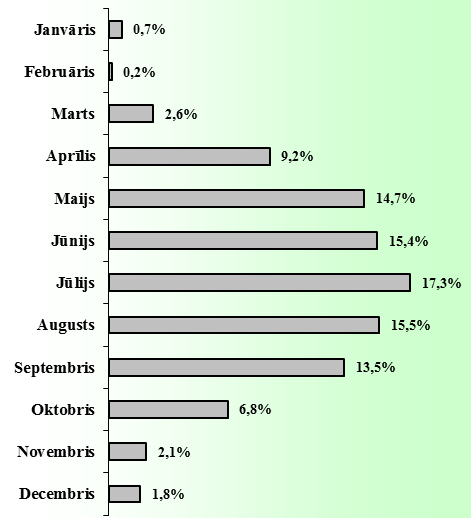 Janvāris 0,7%
Februāris 0,2%
Marts 2,6%
Aprīlis 9,2%
Maijs 14,7%
Jūnijs 15,4%
Jūlijs 17,3%
Augusts 15,5%
Septembris 13,5%
Oktobris 6,8%
Novembris 2,1%
Decembris 1,8%